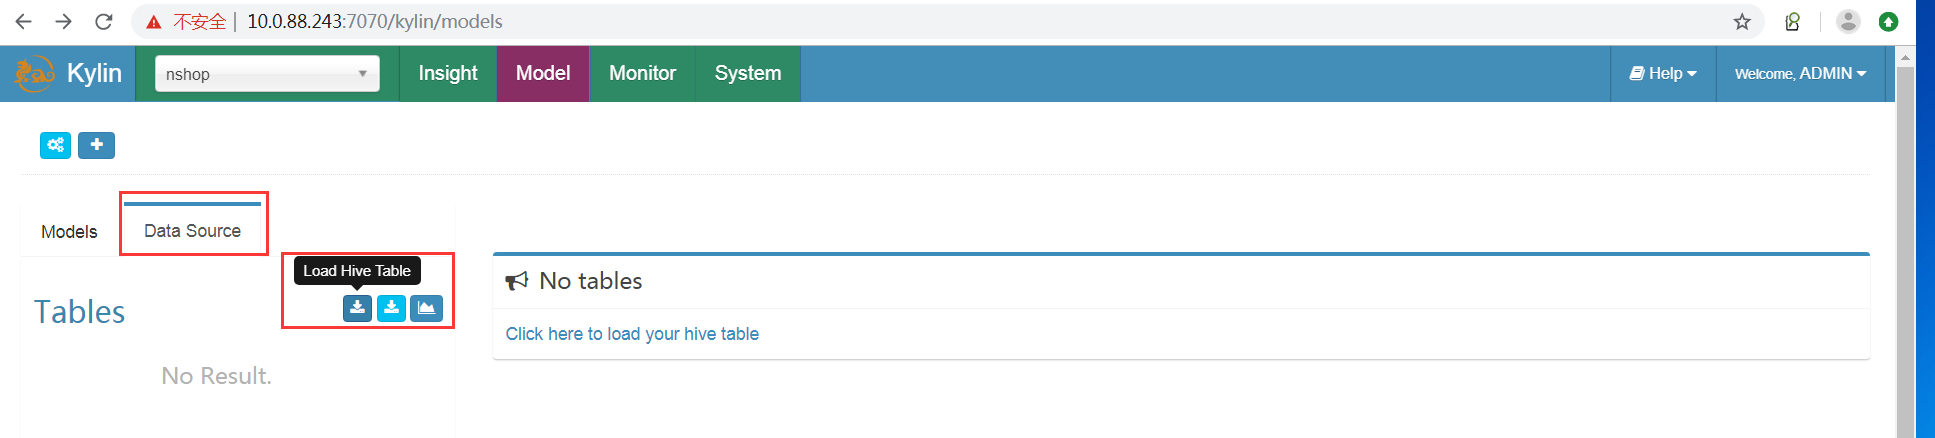 不安全 | 10.0.88.243:7070/kylin/models
Kylin nshop Insight Model Monitor System Help Welcome, ADMIN
Models Data Source
Load Hive Table
Tables
No Result.
No tables
Click here to load your hive table